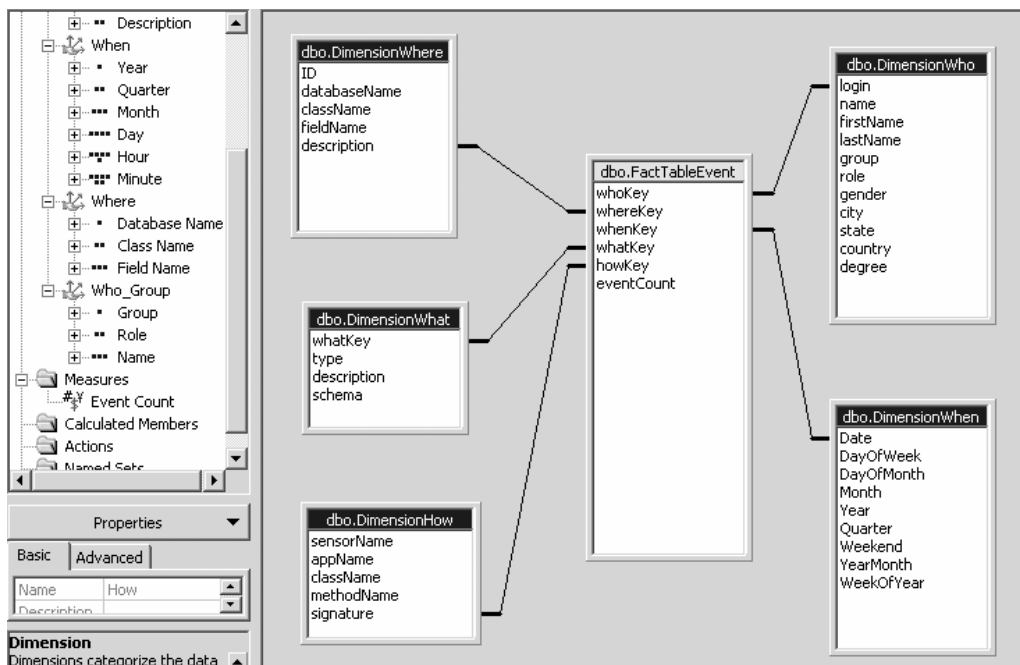 Description
When
Year
Quarter
Month
Day
Hour
Minute
Where
Database Name
Class Name
Field Name
Who_Group
Group
Role
Name
Measures
Event Count
Calculated Members
Actions
Named Sets
Properties
Basic
Advanced
Name How
Description
Dimension
Dimensions categorize the data
dbo.DimensionWhere
ID
databaseName
className
fieldName
description
dbo.DimensionWhat
whatKey
type
description
schema
dbo.DimensionHow
sensorName
appName
className
methodName
signature
dbo.FactTableEvent
whoKey
whereKey
whenKey
whatKey
howKey
eventCount
dbo.DimensionWho
login
name
firstName
lastName
group
role
gender
city
state
country
degree
dbo.DimensionWhen
Date
DayOfWeek
DayOfMonth
Month
Year
Quarter
Weekend
YearMonth
WeekOfYear